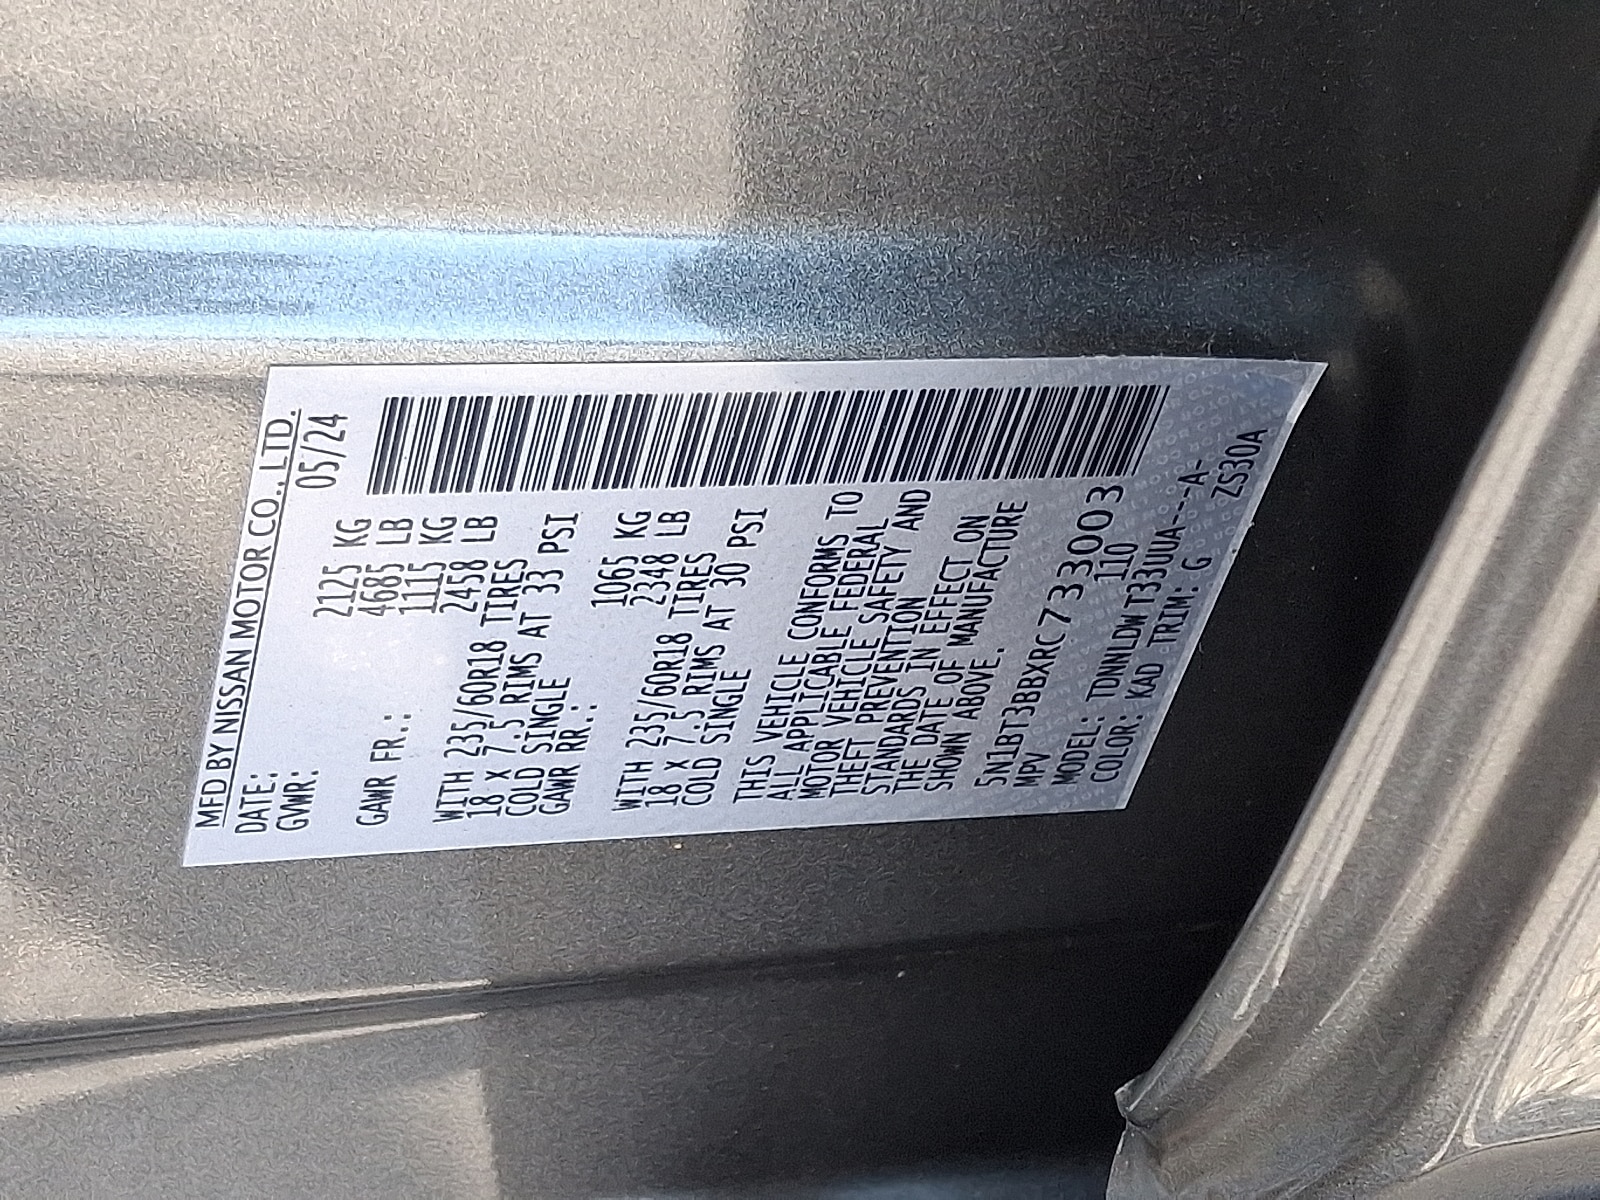 MFD BY NISSAN MOTOR CO., LTD.
DATE: 05/24
GVWR: 2125 KG
4685 LB
GAWR FR.: 1115 KG
2458 LB
WITH 235/60R18 TIRES
18 X 7.5 RIMS AT 33 PSI
COLD SINGLE
GAWR RR.: 1065 KG
2348 LB
WITH 235/60R18 TIRES
18 X 7.5 RIMS AT 30 PSI
COLD SINGLE
THIS VEHICLE CONFORMS TO
ALL APPLICABLE FEDERAL
MOTOR VEHICLE SAFETY AND
THEFT PREVENTION
STANDARDS IN EFFECT ON
THE DATE OF MANUFACTURE
SHOWN ABOVE.
5N1BT3BBXRC733003
MPV 110
MODEL: TDNNLDWT33UUA---A-
COLOR: KAD TRIM: G ZS30A